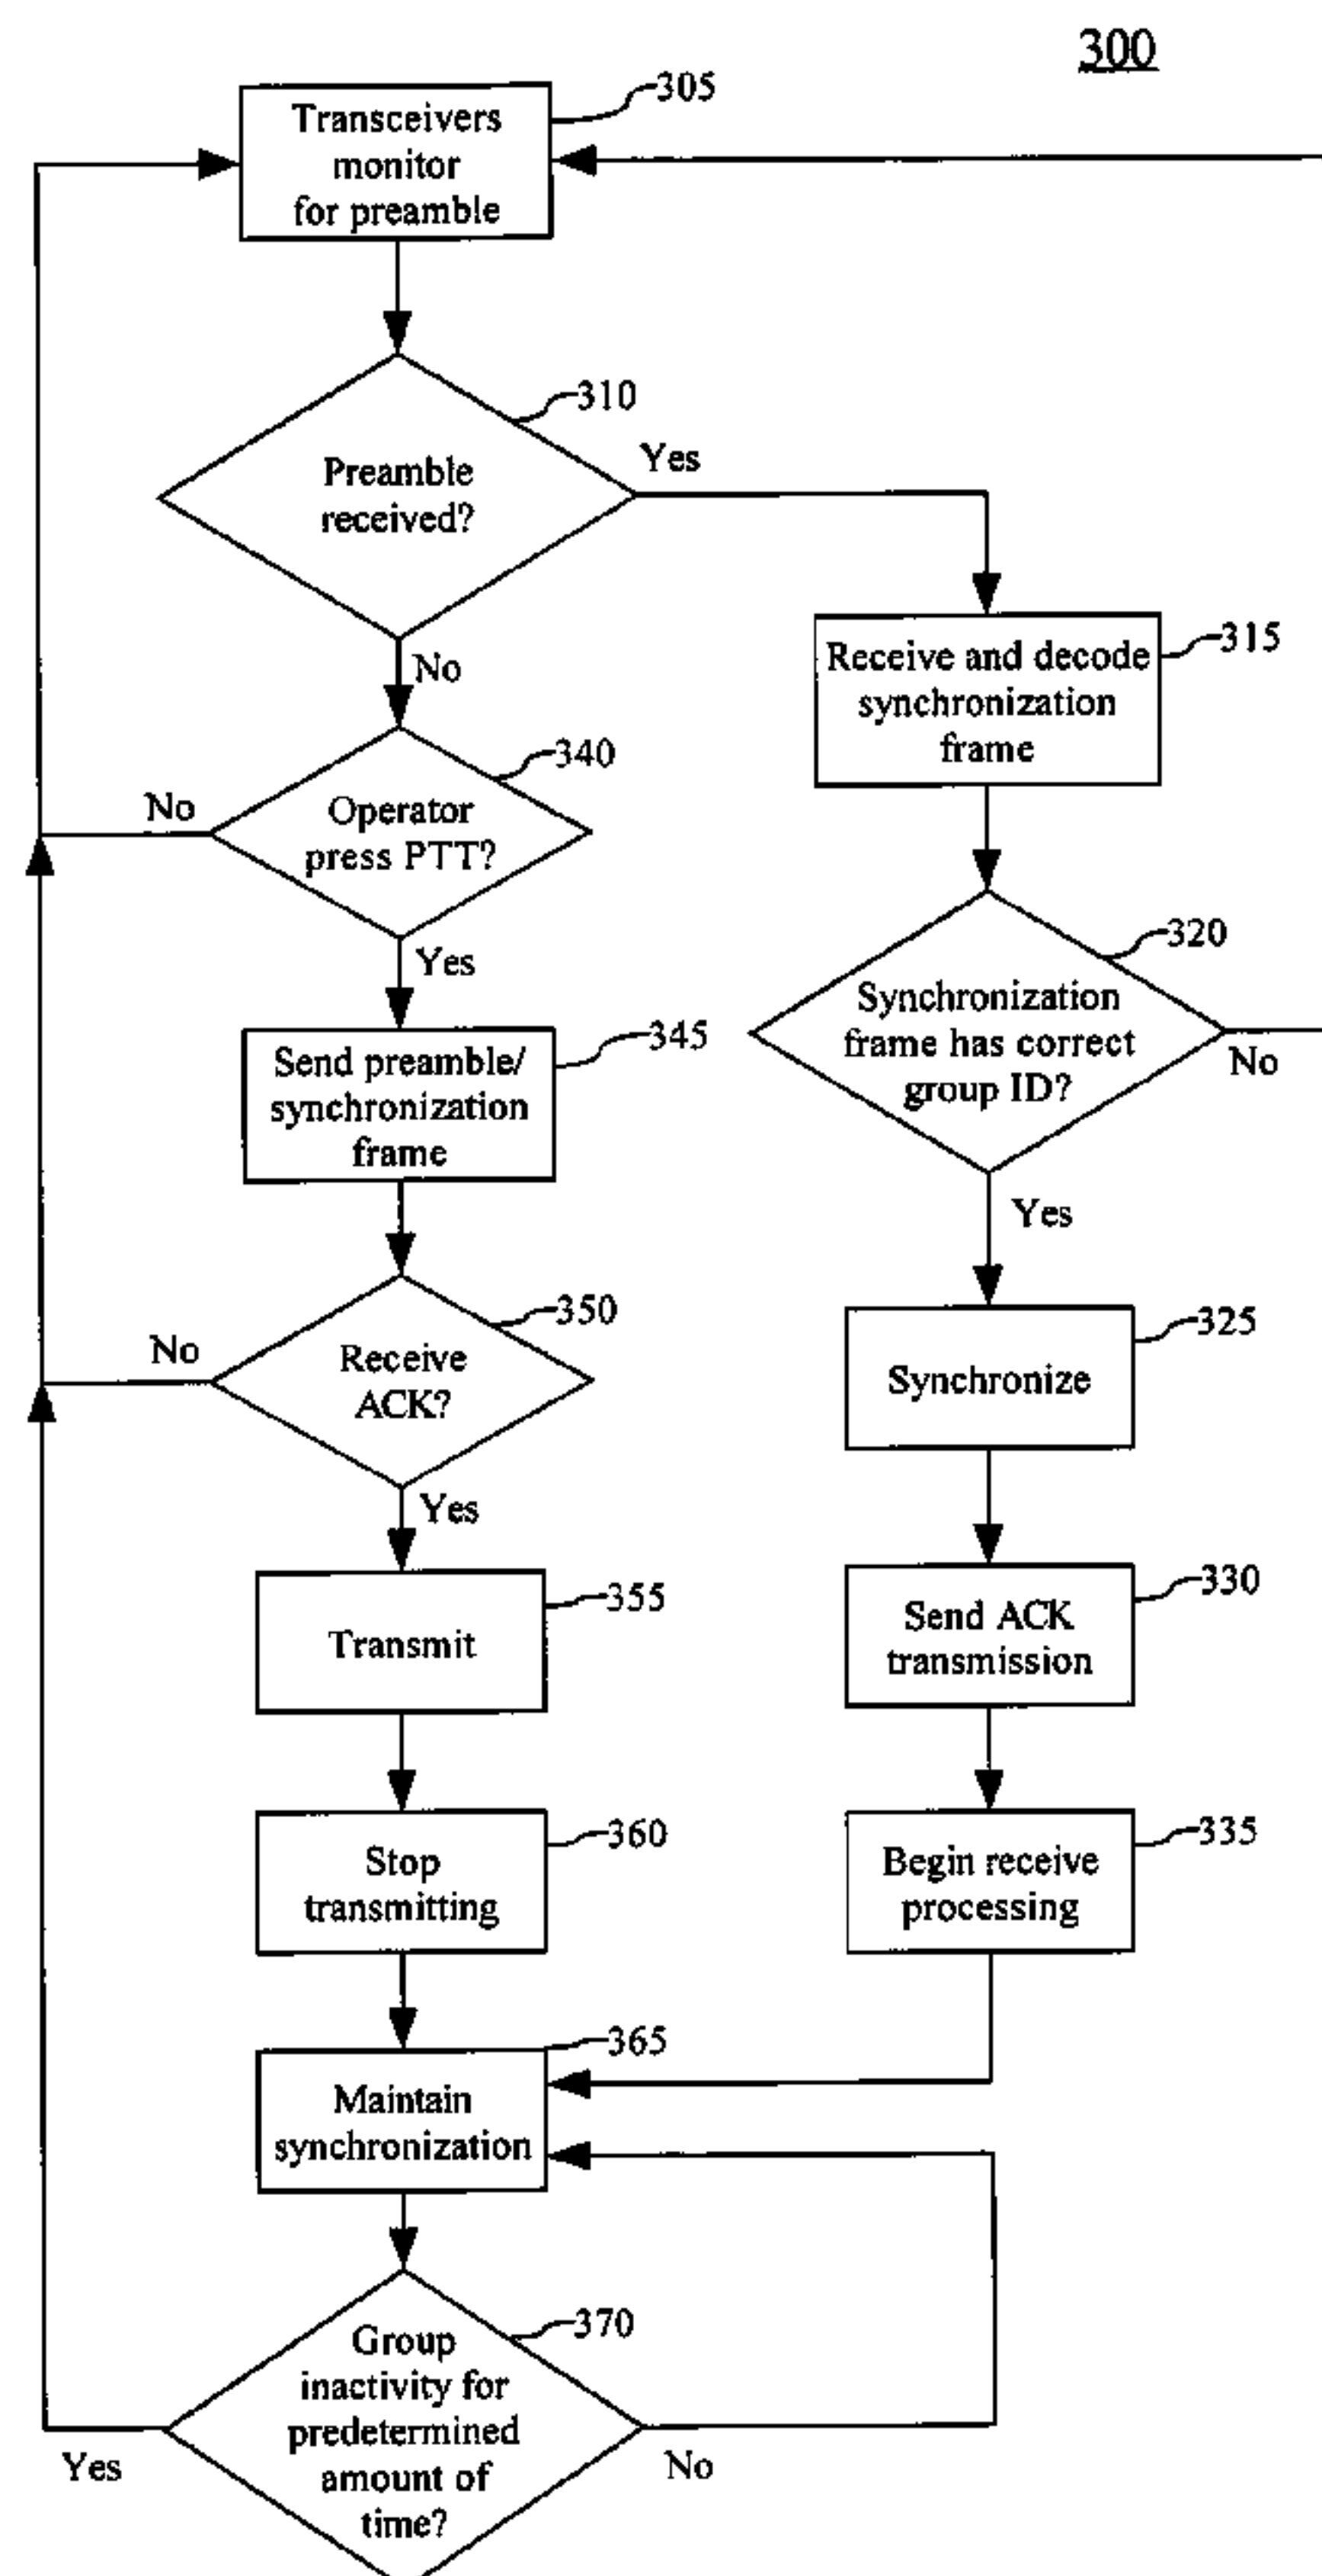 300
305
Transceivers
monitor
for preamble
310
Preamble
received?
Yes
No
315
Receive and decode
synchronization
frame
340
Operator
press PTT?
No
Yes
320
Synchronization
frame has correct
group ID?
No
Yes
345
Send preamble/
synchronization
frame
350
Receive
ACK?
No
Yes
325
Synchronize
355
Transmit
330
Send ACK
transmission
360
Stop
transmitting
335
Begin receive
processing
365
Maintain
synchronization
370
Group
inactivity for
predetermined
amount of
time?
Yes
No